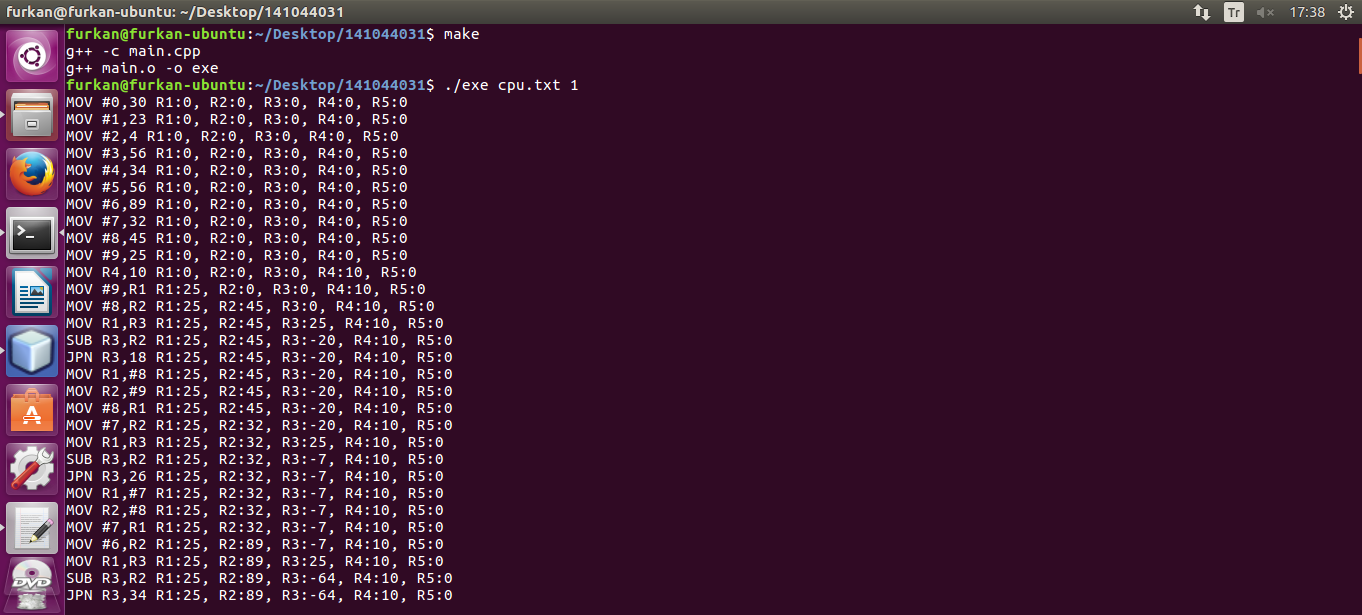 furkan@furkan-ubuntu: ~/Desktop/141044031 Tr 17:38
furkan@furkan-ubuntu:~/Desktop/141044031$ make
g++ -c main.cpp
g++ main.o -o exe
furkan@furkan-ubuntu:~/Desktop/141044031$ ./exe cpu.txt 1
MOV #0,30 R1:0, R2:0, R3:0, R4:0, R5:0
MOV #1,23 R1:0, R2:0, R3:0, R4:0, R5:0
MOV #2,4 R1:0, R2:0, R3:0, R4:0, R5:0
MOV #3,56 R1:0, R2:0, R3:0, R4:0, R5:0
MOV #4,34 R1:0, R2:0, R3:0, R4:0, R5:0
MOV #5,56 R1:0, R2:0, R3:0, R4:0, R5:0
MOV #6,89 R1:0, R2:0, R3:0, R4:0, R5:0
MOV #7,32 R1:0, R2:0, R3:0, R4:0, R5:0
MOV #8,45 R1:0, R2:0, R3:0, R4:0, R5:0
MOV #9,25 R1:0, R2:0, R3:0, R4:0, R5:0
MOV R4,10 R1:0, R2:0, R3:0, R4:10, R5:0
MOV #9,R1 R1:25, R2:0, R3:0, R4:10, R5:0
MOV #8,R2 R1:25, R2:45, R3:0, R4:10, R5:0
MOV R1,R3 R1:25, R2:45, R3:25, R4:10, R5:0
SUB R3,R2 R1:25, R2:45, R3:-20, R4:10, R5:0
JPN R3,18 R1:25, R2:45, R3:-20, R4:10, R5:0
MOV R1,#8 R1:25, R2:45, R3:-20, R4:10, R5:0
MOV R2,#9 R1:25, R2:45, R3:-20, R4:10, R5:0
MOV #8,R1 R1:25, R2:45, R3:-20, R4:10, R5:0
MOV #7,R2 R1:25, R2:32, R3:-20, R4:10, R5:0
MOV R1,R3 R1:25, R2:32, R3:25, R4:10, R5:0
SUB R3,R2 R1:25, R2:32, R3:-7, R4:10, R5:0
JPN R3,26 R1:25, R2:32, R3:-7, R4:10, R5:0
MOV R1,#7 R1:25, R2:32, R3:-7, R4:10, R5:0
MOV R2,#8 R1:25, R2:32, R3:-7, R4:10, R5:0
MOV #7,R1 R1:25, R2:32, R3:-7, R4:10, R5:0
MOV #6,R2 R1:25, R2:89, R3:-7, R4:10, R5:0
MOV R1,R3 R1:25, R2:89, R3:25, R4:10, R5:0
SUB R3,R2 R1:25, R2:89, R3:-64, R4:10, R5:0
JPN R3,34 R1:25, R2:89, R3:-64, R4:10, R5:0
DVD